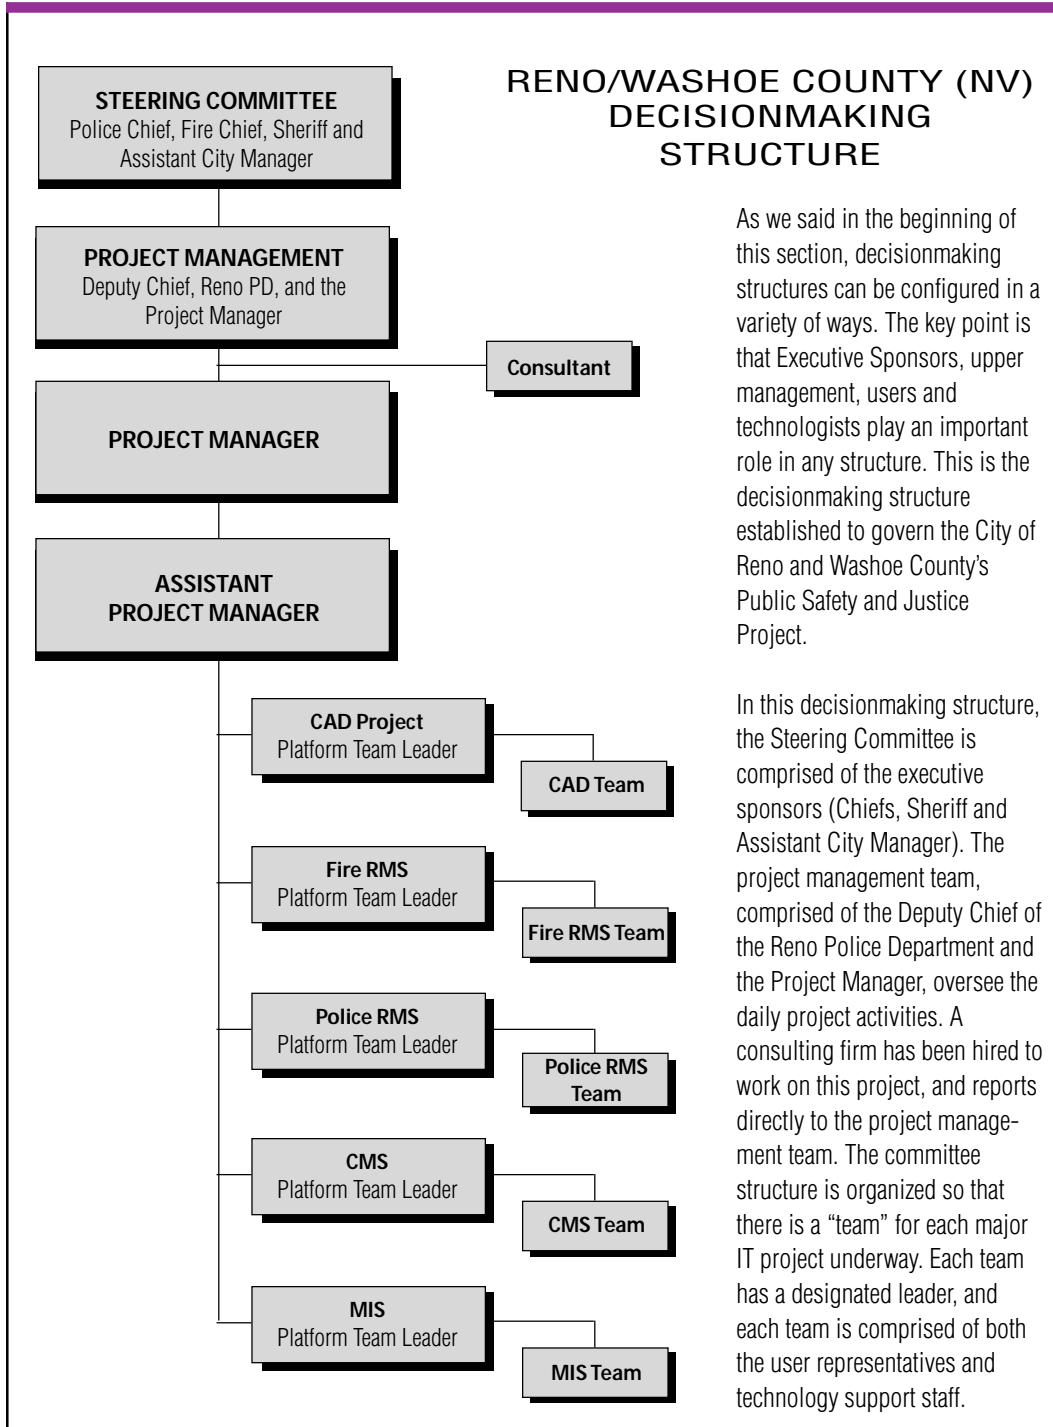 RENO/WASHOE COUNTY (NV)
DECISIONMAKING
STRUCTURE
STEERING COMMITTEE
Police Chief, Fire Chief, Sheriff and
Assistant City Manager
PROJECT MANAGEMENT
Deputy Chief, Reno PD, and the
Project Manager
Consultant
PROJECT MANAGER
ASSISTANT
PROJECT MANAGER
CAD Project
Platform Team Leader
CAD Team
Fire RMS
Platform Team Leader
Fire RMS Team
Police RMS
Platform Team Leader
Police RMS
Team
CMS
Platform Team Leader
CMS Team
MIS
Platform Team Leader
MIS Team
As we said in the beginning of
this section, decisionmaking
structures can be configured in a
variety of ways. The key point is
that Executive Sponsors, upper
management, users and
technologists play an important
role in any structure. This is the
decisionmaking structure
established to govern the City of
Reno and Washoe County’s
Public Safety and Justice
Project.
In this decisionmaking structure,
the Steering Committee is
comprised of the executive
sponsors (Chiefs, Sheriff and
Assistant City Manager). The
project management team,
comprised of the Deputy Chief of
the Reno Police Department and
the Project Manager, oversee the
daily project activities. A
consulting firm has been hired to
work on this project, and reports
directly to the project manage-
ment team. The committee
structure is organized so that
there is a “team” for each major
IT project underway. Each team
has a designated leader, and
each team is comprised of both
the user representatives and
technology support staff.